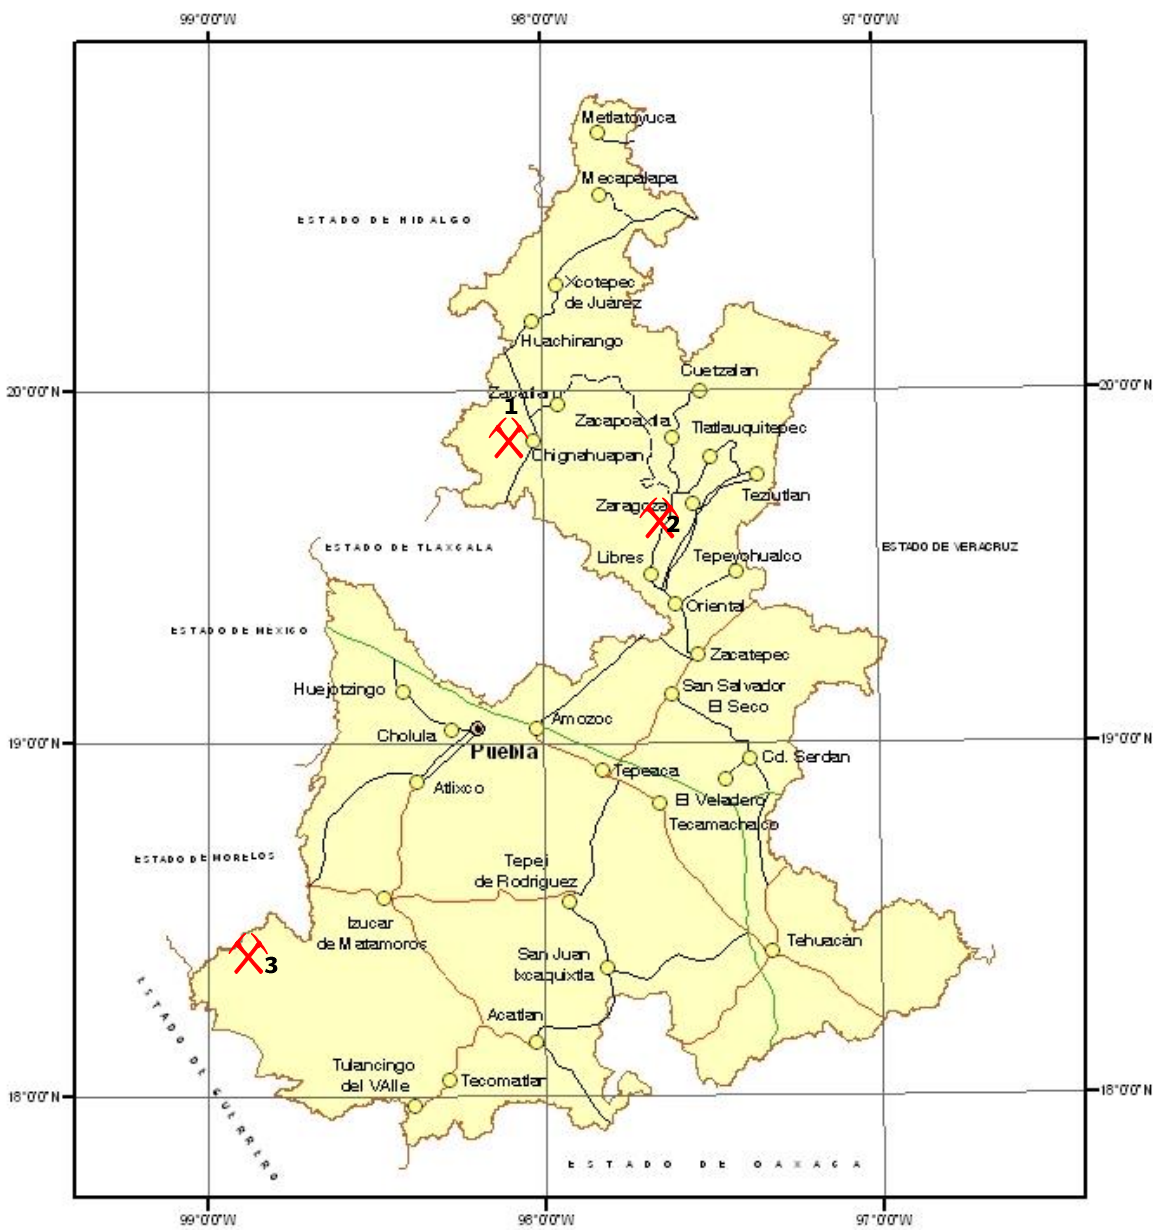 99°0'0"W
98°0'0"W
97°0'0"W
Metlatoyuca
Mecapalapa
ESTADO DE HIDALGO
Xcotepec
de Juárez
Huachinango
20°0'0"N
20°0'0"N
Cuetzalan
1
Zacapoaxtla
Tlatlauquitepec
Chignahuapan
Teziutlan
Zaragoza
2
ESTADO DE TLAXCALA
Libres
Tepeyohualco
ESTADO DE VERACRUZ
Oriental
ESTADO DE MÉXICO
Zacatepec
Huejotzingo
San Salvador
El Seco
Amozoc
Cholula
Puebla
19°0'0"N
19°0'0"N
Cd. Serdan
Tepeaca
Atlixco
El Veladero
Tecamachalco
ESTADO DE MORELOS
Tepeji
de Rodriguez
Izucar
de Matamoros
Tehuacán
3
San Juan
Ixcaquixtla
ESTADO DE GUERRERO
Acatlan
Tulancingo
del VAlle
Tecomatlan
18°0'0"N
18°0'0"N
ESTADO DE OAXACA
99°0'0"W
98°0'0"W
97°0'0"W